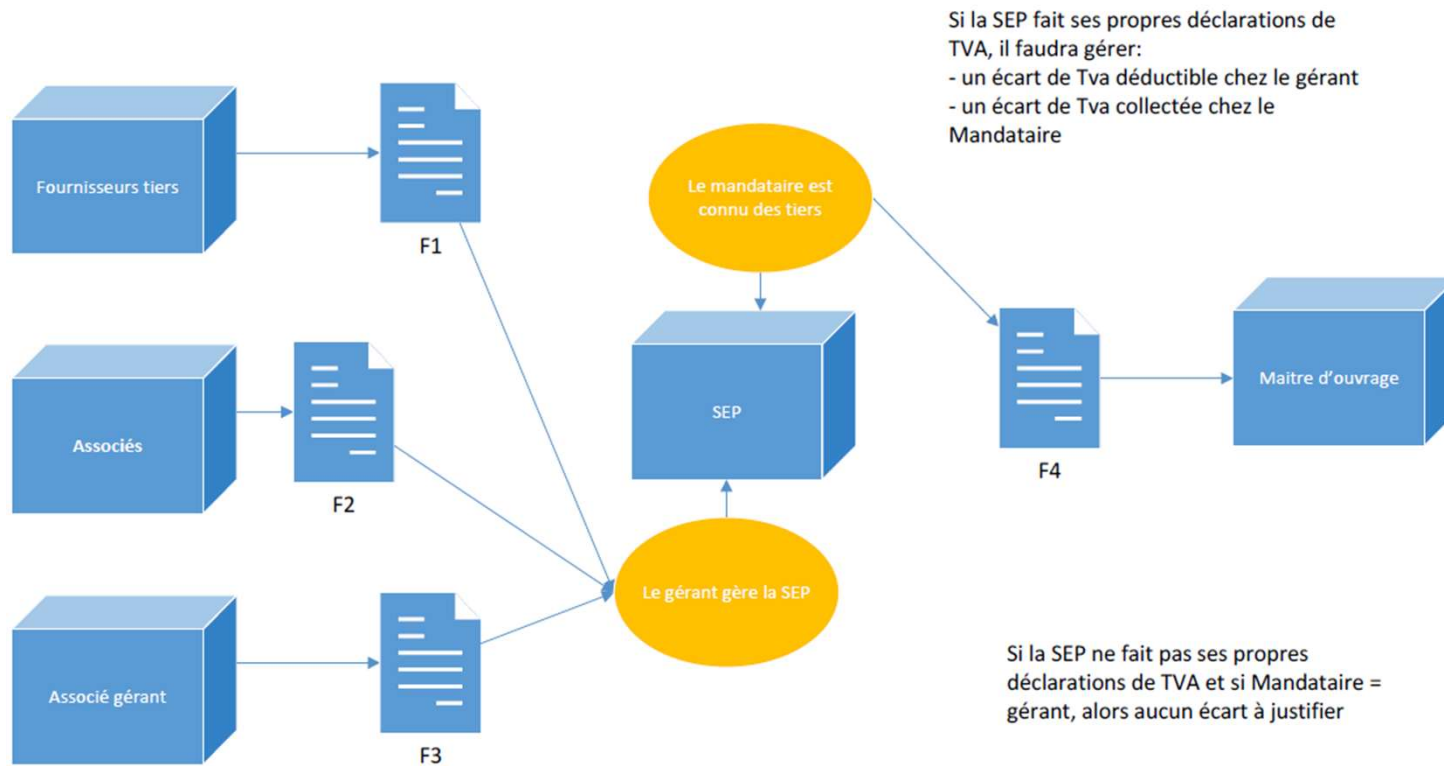 Si la SEP fait ses propres déclarations de
TVA, il faudra gérer:
- un écart de Tva déductible chez le gérant
- un écart de Tva collectée chez le
Mandataire
Fournisseurs tiers
F1
Le mandataire est
connu des tiers
Associés
F2
SEP
F4
Maitre d'ouvrage
Le gérant gère la SEP
Associé gérant
F3
Si la SEP ne fait pas ses propres
déclarations de TVA et si Mandataire =
gérant, alors aucun écart à justifier